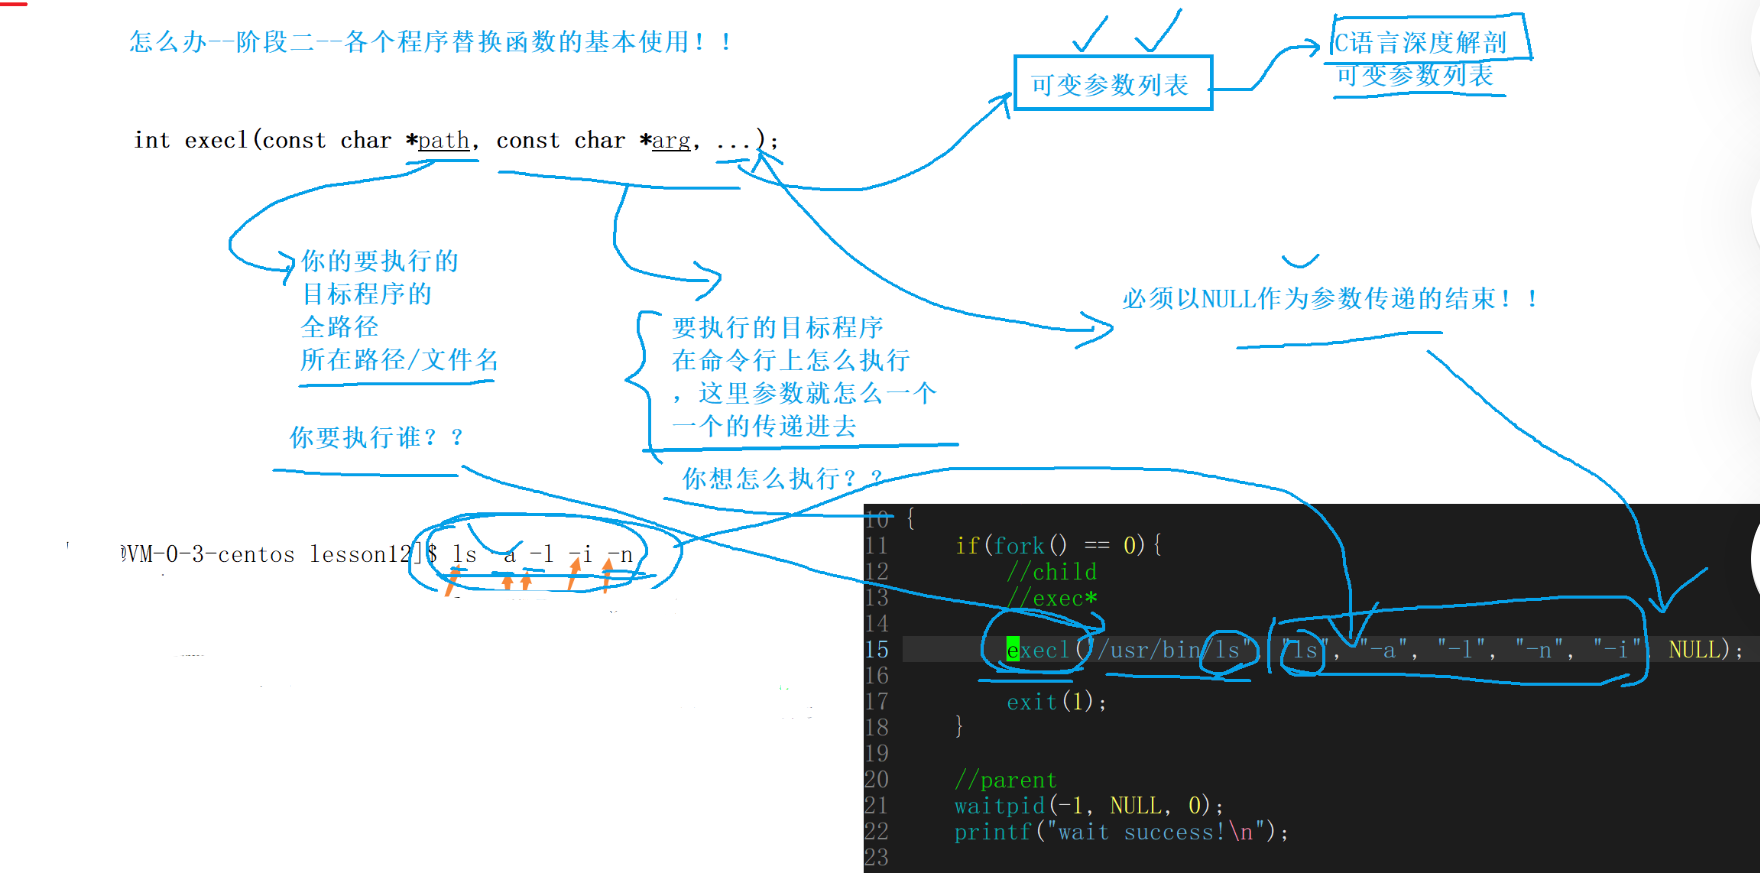 怎么办--阶段二--各个程序替换函数的基本使用！！
可变参数列表
C语言深度解剖
可变参数列表
int execl(const char *path, const char *arg, ...);
你的要执行的
目标程序的
全路径
所在路径/文件名
要执行的目标程序
在命令行上怎么执行
，这里参数就怎么一个
一个的传递进去
必须以NULL作为参数传递的结束！！
你要执行谁？？
你想怎么执行？？
@VM-0-3-centos lesson12]$ ls -a -l -i -n
10 {
11 if(fork() == 0){
12 //child
13 //exec*
14
15 execl("/usr/bin/ls", "ls", "-a", "-l", "-n", "-i", NULL);
16
17 exit(1);
18 }
19
20 //parent
21 waitpid(-1, NULL, 0);
22 printf("wait success!\n");
23